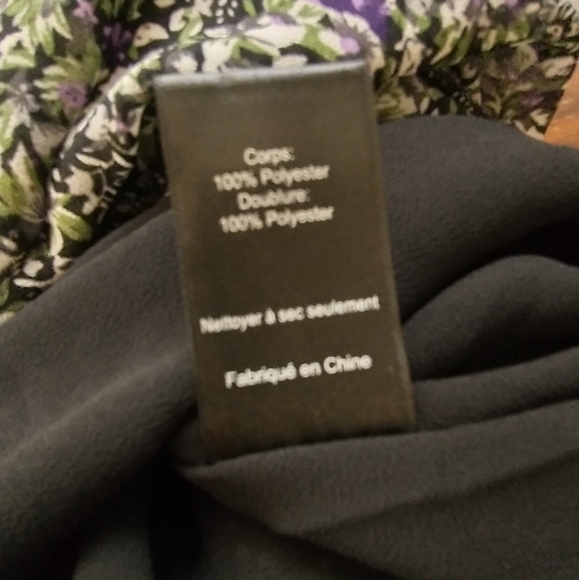 Corps:
100% Polyester
Doublure:
100% Polyester
Nettoyer à sec seulement
Fabriqué en Chine